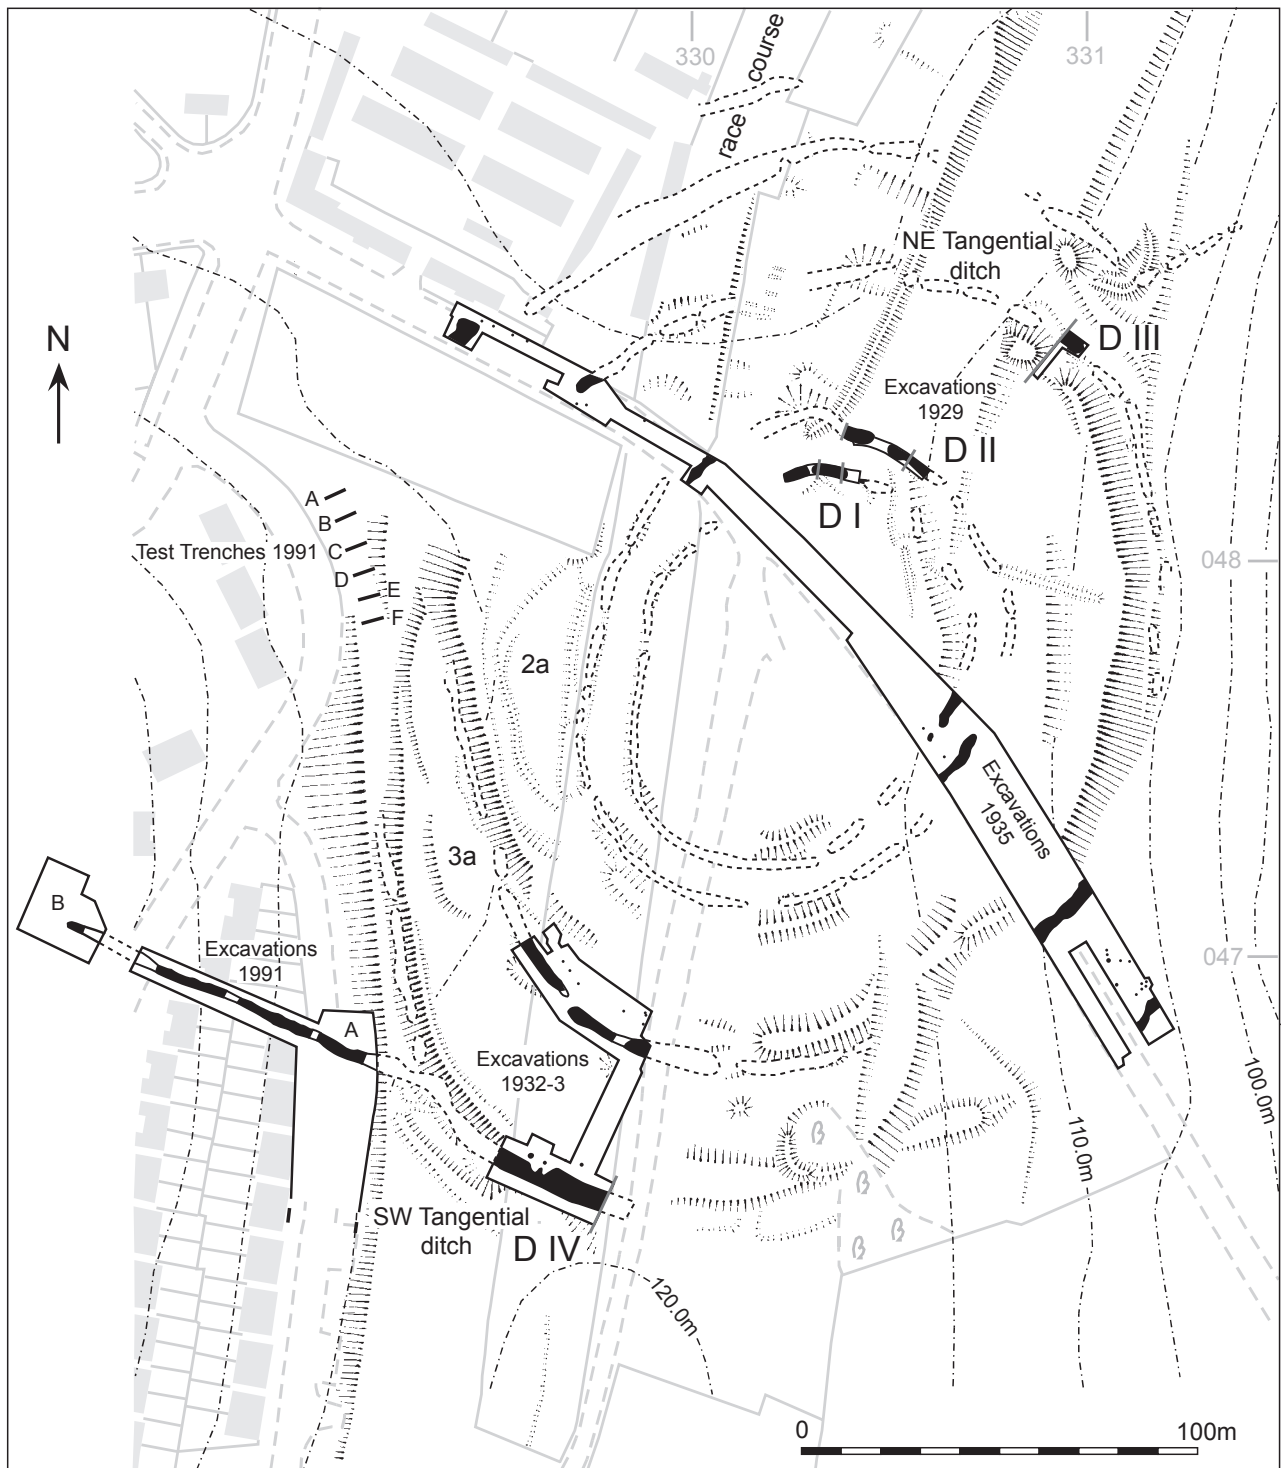 330
331
race course
N
NE Tangential
ditch
D III
Excavations
1929
D II
D I
A
B
Test Trenches 1991
C
D
E
F
048
2a
3a
Excavations
1935
B
Excavations
1991
A
047
Excavations
1932-3
100.0m
110.0m
SW Tangential
ditch
D IV
120.0m
0
100m